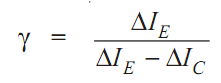 γ = ΔI_E / (ΔI_E − ΔI_C)